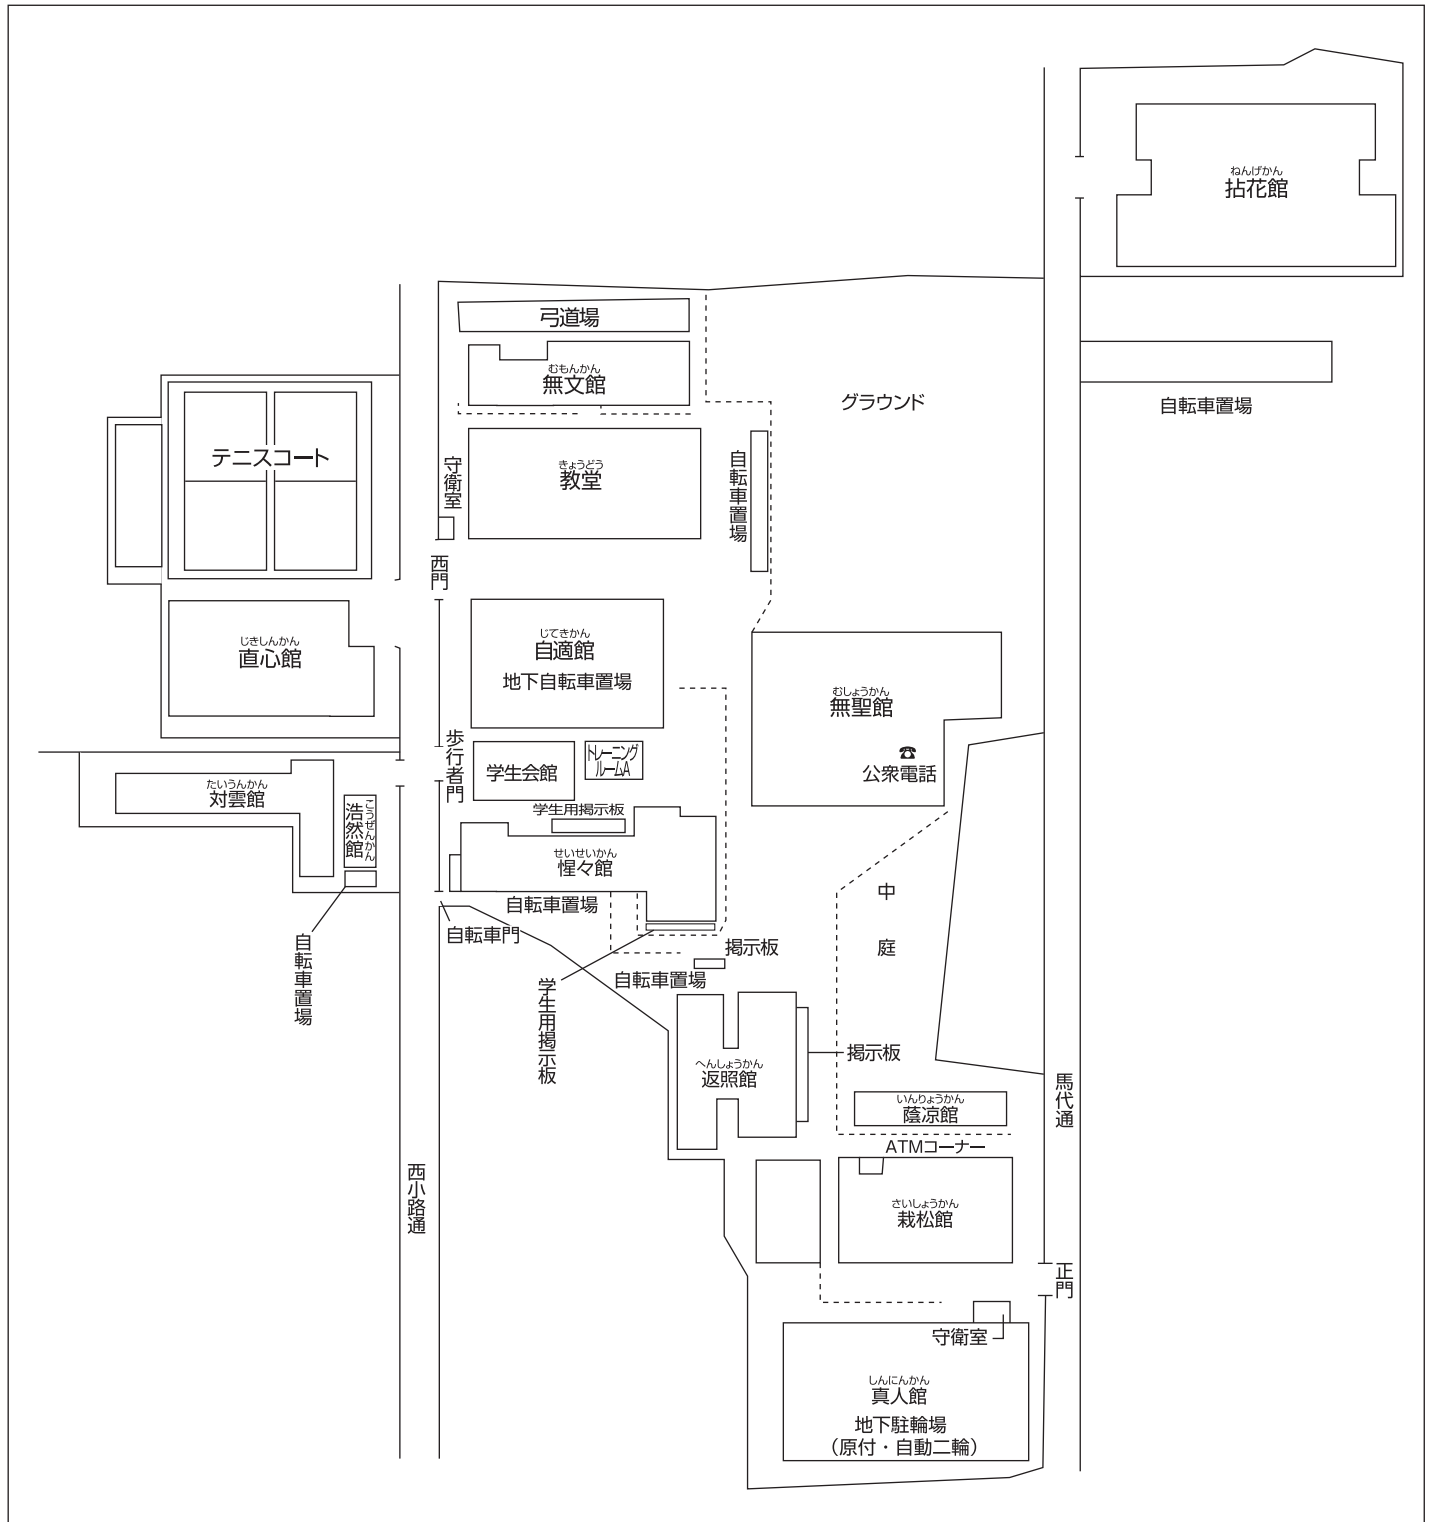 ねんげかん
拈花館
弓道場
むもんかん
無文館
グラウンド
自転車置場
テニスコート
守衛室
きょうどう
教堂
自転車置場
西門
じきしんかん
直心館
じてきかん
自適館
地下自転車置場
むしょうかん
無聖館
公衆電話
歩行者門
学生会館
トレーニング
ルームA
たいうんかん
対雲館
こうぜんかん
浩然館
学生用掲示板
せいせいかん
惺々館
自転車置場
自転車門
自転車置場
中庭
掲示板
自転車置場
学生用掲示板
へんしょうかん
返照館
掲示板
馬代通
いんりょうかん
蔭凉館
ATMコーナー
西小路通
さいしょうかん
栽松館
正門
守衛室
しんにんかん
真人館
地下駐輪場
(原付・自動二輪)